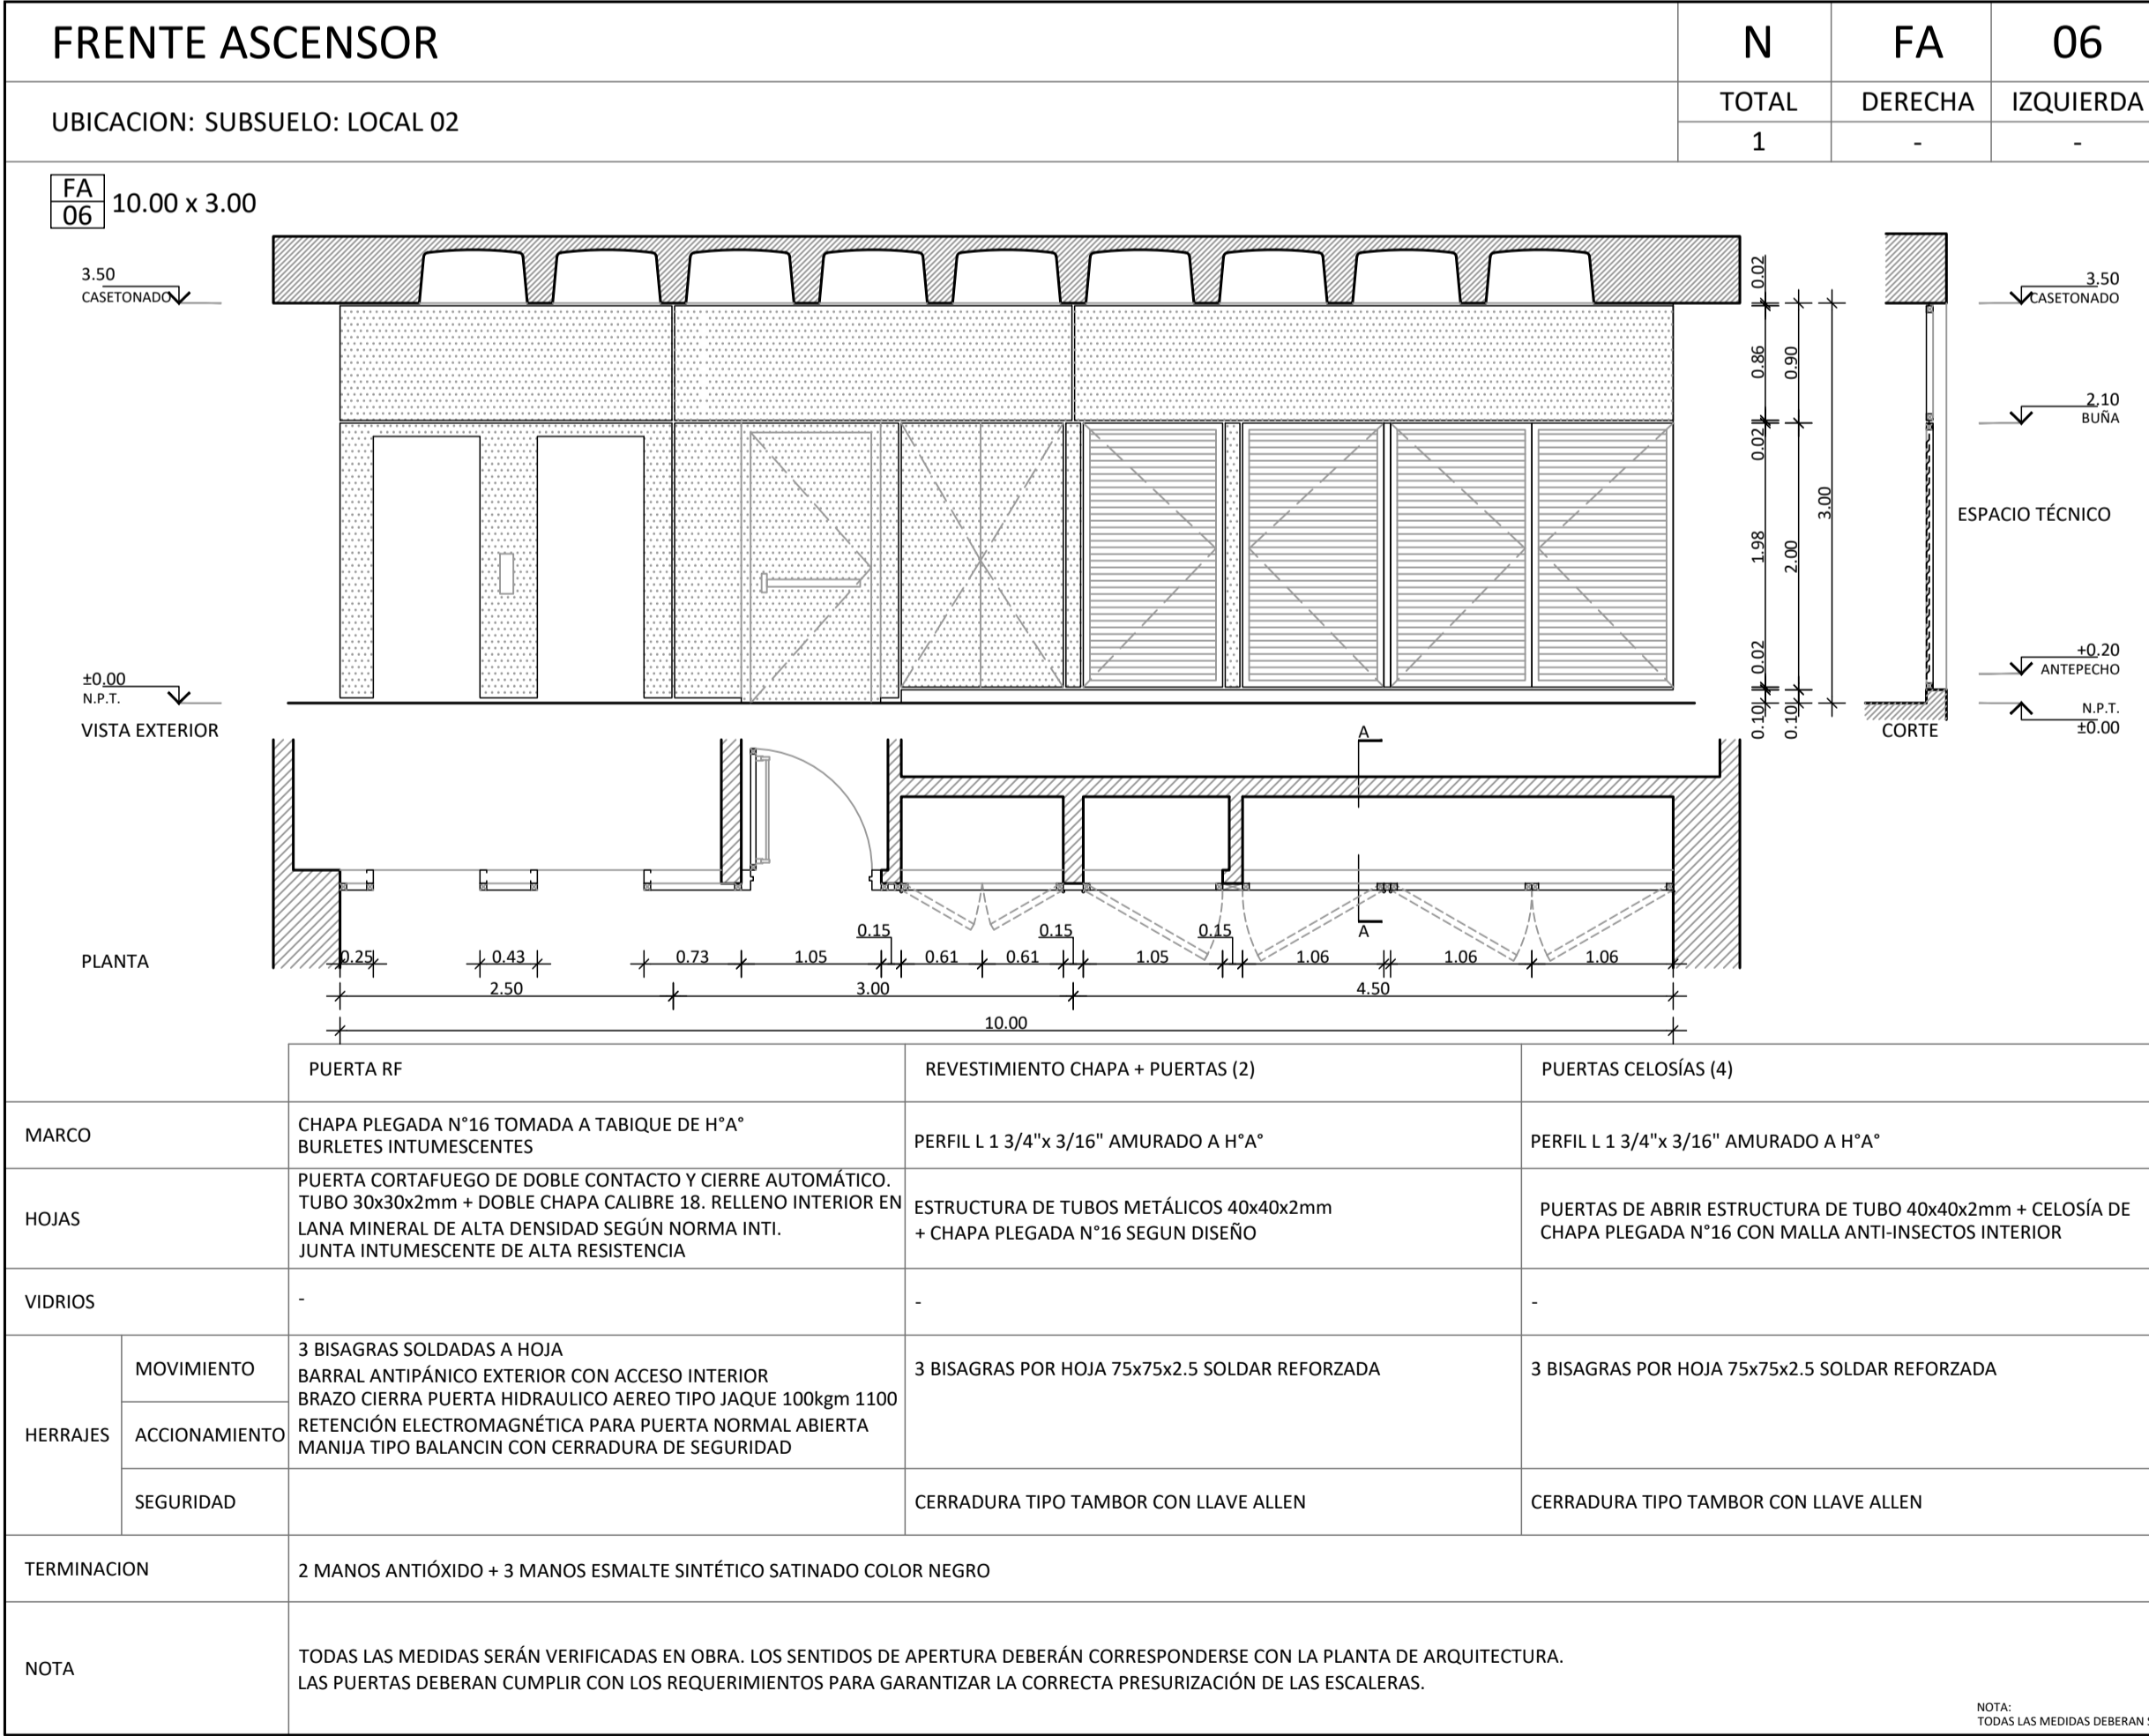 FRENTE ASCENSOR
N
FA
06
UBICACION: SUBSUELO: LOCAL 02
TOTAL
DERECHA
IZQUIERDA
1
-
-
FA
06
10.00 x 3.00
3.50
CASETONADO
±0.00
N.P.T.
VISTA EXTERIOR
0.02
0.86
0.90
0.02
3.00
1.98
2.00
0.02
0.10
0.10
3.50
CASETONADO
2.10
BUÑA
ESPACIO TÉCNICO
+0.20
ANTEPECHO
N.P.T.
±0.00
CORTE
A
A
PLANTA
0.15
0.15
0.15
0.25
0.43
0.73
1.05
0.61
0.61
1.05
1.06
1.06
1.06
2.50
3.00
4.50
10.00
PUERTA RF
REVESTIMIENTO CHAPA + PUERTAS (2)
PUERTAS CELOSÍAS (4)
MARCO
CHAPA PLEGADA N°16 TOMADA A TABIQUE DE H°A°
BURLETES INTUMESCENTES
PERFIL L 1 3/4"x 3/16" AMURADO A H°A°
PERFIL L 1 3/4"x 3/16" AMURADO A H°A°
HOJAS
PUERTA CORTAFUEGO DE DOBLE CONTACTO Y CIERRE AUTOMÁTICO.
TUBO 30x30x2mm + DOBLE CHAPA CALIBRE 18. RELLENO INTERIOR EN
LANA MINERAL DE ALTA DENSIDAD SEGÚN NORMA INTI.
JUNTA INTUMESCENTE DE ALTA RESISTENCIA
ESTRUCTURA DE TUBOS METÁLICOS 40x40x2mm
+ CHAPA PLEGADA N°16 SEGUN DISEÑO
PUERTAS DE ABRIR ESTRUCTURA DE TUBO 40x40x2mm + CELOSÍA DE
CHAPA PLEGADA N°16 CON MALLA ANTI-INSECTOS INTERIOR
VIDRIOS
-
-
-
HERRAJES
MOVIMIENTO
ACCIONAMIENTO
3 BISAGRAS SOLDADAS A HOJA
BARRAL ANTIPÁNICO EXTERIOR CON ACCESO INTERIOR
BRAZO CIERRA PUERTA HIDRAULICO AEREO TIPO JAQUE 100kgm 1100
RETENCIÓN ELECTROMAGNÉTICA PARA PUERTA NORMAL ABIERTA
MANIJA TIPO BALANCIN CON CERRADURA DE SEGURIDAD
3 BISAGRAS POR HOJA 75x75x2.5 SOLDAR REFORZADA
3 BISAGRAS POR HOJA 75x75x2.5 SOLDAR REFORZADA
SEGURIDAD
CERRADURA TIPO TAMBOR CON LLAVE ALLEN
CERRADURA TIPO TAMBOR CON LLAVE ALLEN
TERMINACION
2 MANOS ANTIÓXIDO + 3 MANOS ESMALTE SINTÉTICO SATINADO COLOR NEGRO
NOTA
TODAS LAS MEDIDAS SERÁN VERIFICADAS EN OBRA. LOS SENTIDOS DE APERTURA DEBERÁN CORRESPONDERSE CON LA PLANTA DE ARQUITECTURA.
LAS PUERTAS DEBERAN CUMPLIR CON LOS REQUERIMIENTOS PARA GARANTIZAR LA CORRECTA PRESURIZACIÓN DE LAS ESCALERAS.
NOTA:
TODAS LAS MEDIDAS DEBERAN